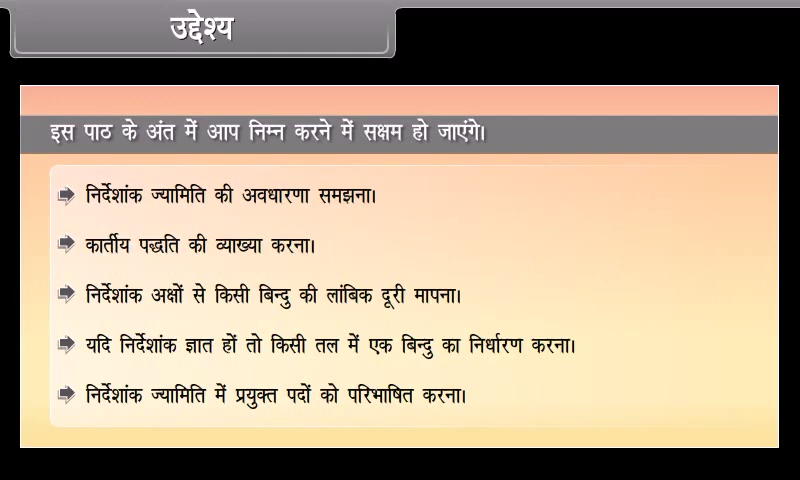 उद्देश्य
इस पाठ के अंत में आप निम्न करने में सक्षम हो जाएंगे।
निर्देशांक ज्यामिति की अवधारणा समझना।
कार्तीय पद्धति की व्याख्या करना।
निर्देशांक अक्षों से किसी बिन्दु की लांबिक दूरी मापना।
यदि निर्देशांक ज्ञात हों तो किसी तल में एक बिन्दु का निर्धारण करना।
निर्देशांक ज्यामिति में प्रयुक्त पदों को परिभाषित करना।